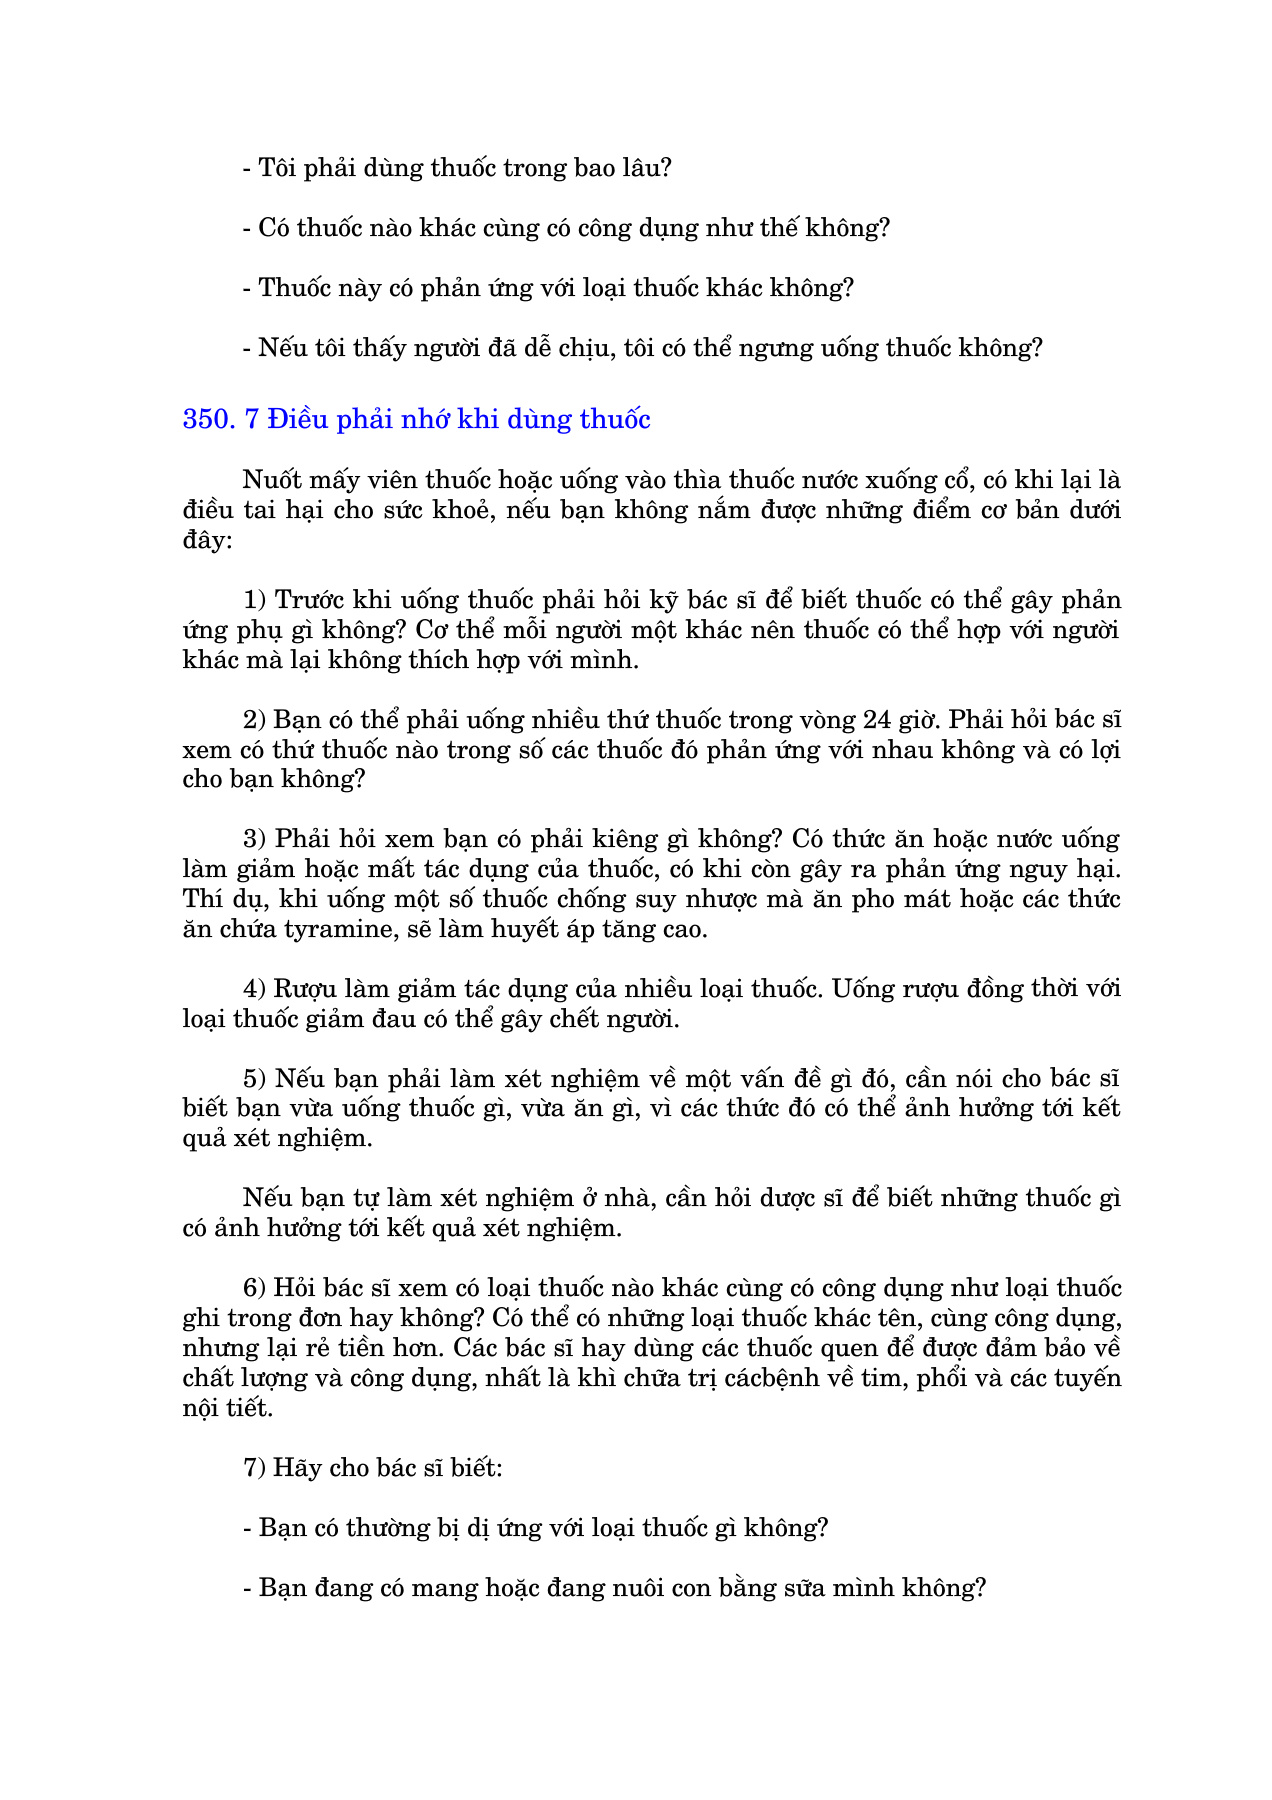 - Tôi phải dùng thuốc trong bao lâu?
- Có thuốc nào khác cùng có công dụng như thế không?
- Thuốc này có phản ứng với loại thuốc khác không?
- Nếu tôi thấy người đã dễ chịu, tôi có thể ngưng uống thuốc không?
350. 7 Điều phải nhớ khi dùng thuốc
Nuốt mấy viên thuốc hoặc uống vào thìa thuốc nước xuống cổ, có khi lại là
điều tai hại cho sức khoẻ, nếu bạn không nắm được những điểm cơ bản dưới
đây:
1) Trước khi uống thuốc phải hỏi kỹ bác sĩ để biết thuốc có thể gây phản
ứng phụ gì không? Cơ thể mỗi người một khác nên thuốc có thể hợp với người
khác mà lại không thích hợp với mình.
2) Bạn có thể phải uống nhiều thứ thuốc trong vòng 24 giờ. Phải hỏi bác sĩ
xem có thứ thuốc nào trong số các thuốc đó phản ứng với nhau không và có lợi
cho bạn không?
3) Phải hỏi xem bạn có phải kiêng gì không? Có thức ăn hoặc nước uống
làm giảm hoặc mất tác dụng của thuốc, có khi còn gây ra phản ứng nguy hại.
Thí dụ, khi uống một số thuốc chống suy nhược mà ăn pho mát hoặc các thức
ăn chứa tyramine, sẽ làm huyết áp tăng cao.
4) Rượu làm giảm tác dụng của nhiều loại thuốc. Uống rượu đồng thời với
loại thuốc giảm đau có thể gây chết người.
5) Nếu bạn phải làm xét nghiệm về một vấn đề gì đó, cần nói cho bác sĩ
biết bạn vừa uống thuốc gì, vừa ăn gì, vì các thức đó có thể ảnh hưởng tới kết
quả xét nghiệm.
Nếu bạn tự làm xét nghiệm ở nhà, cần hỏi dược sĩ để biết những thuốc gì
có ảnh hưởng tới kết quả xét nghiệm.
6) Hỏi bác sĩ xem có loại thuốc nào khác cùng có công dụng như loại thuốc
ghi trong đơn hay không? Có thể có những loại thuốc khác tên, cùng công dụng,
nhưng lại rẻ tiền hơn. Các bác sĩ hay dùng các thuốc quen để được đảm bảo về
chất lượng và công dụng, nhất là khì chữa trị cácbệnh về tim, phổi và các tuyến
nội tiết.
7) Hãy cho bác sĩ biết:
- Bạn có thường bị dị ứng với loại thuốc gì không?
- Bạn đang có mang hoặc đang nuôi con bằng sữa mình không?